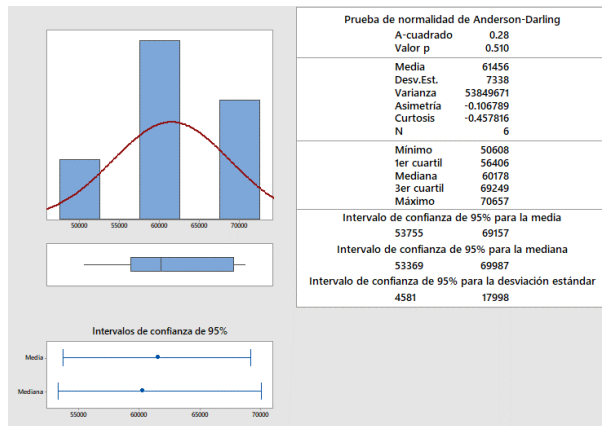 50000 55000 60000 65000 70000
Intervalos de confianza de 95%
Media
Mediana
55000 60000 65000 70000
Prueba de normalidad de Anderson-Darling
A-cuadrado 0.28
Valor p 0.510
Media 61456
Desv.Est. 7338
Varianza 53849671
Asimetría -0.106789
Curtosis -0.457816
N 6
Mínimo 50608
1er cuartil 56406
Mediana 60178
3er cuartil 69249
Máximo 70657
Intervalo de confianza de 95% para la media
53755 69157
Intervalo de confianza de 95% para la mediana
53369 69987
Intervalo de confianza de 95% para la desviación estándar
4581 17998